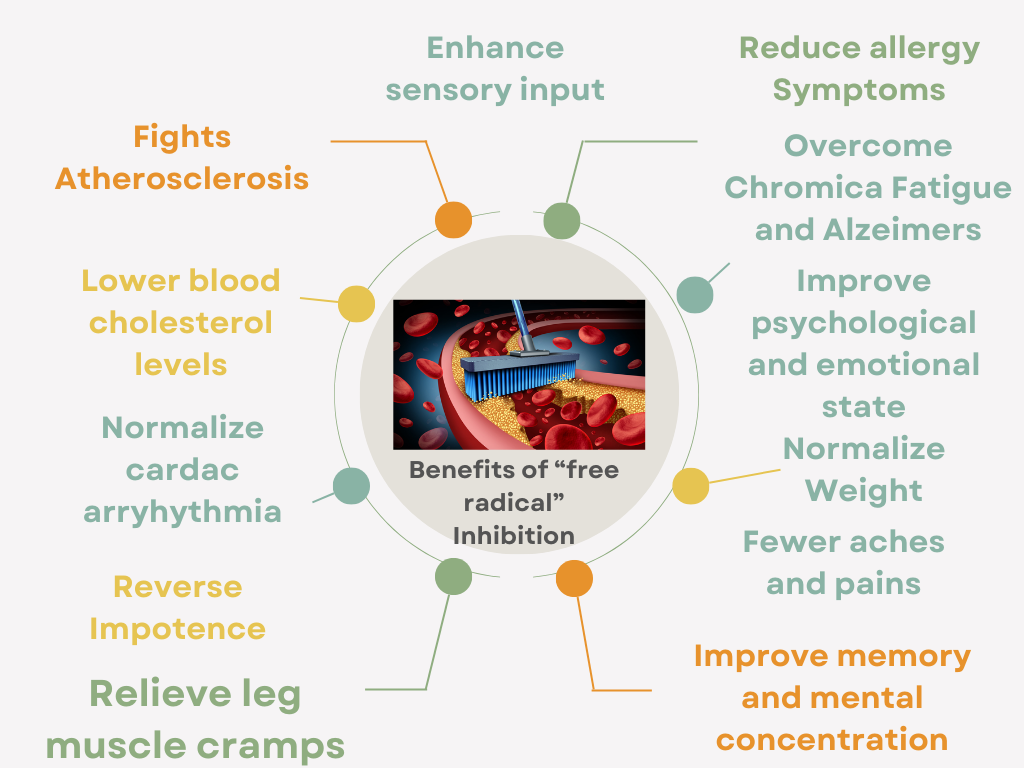 Enhance
sensory input
Reduce allergy
Symptoms
Fights
Atherosclerosis
Overcome
Chromica Fatigue
and Alzeimers
Lower blood
cholesterol
levels
Improve
psychological
and emotional
state
Normalize
cardac
arryhythmia
Normalize
Weight
Benefits of “free
radical”
Inhibition
Fewer aches
and pains
Reverse
Impotence
Improve memory
and mental
concentration
Relieve leg
muscle cramps